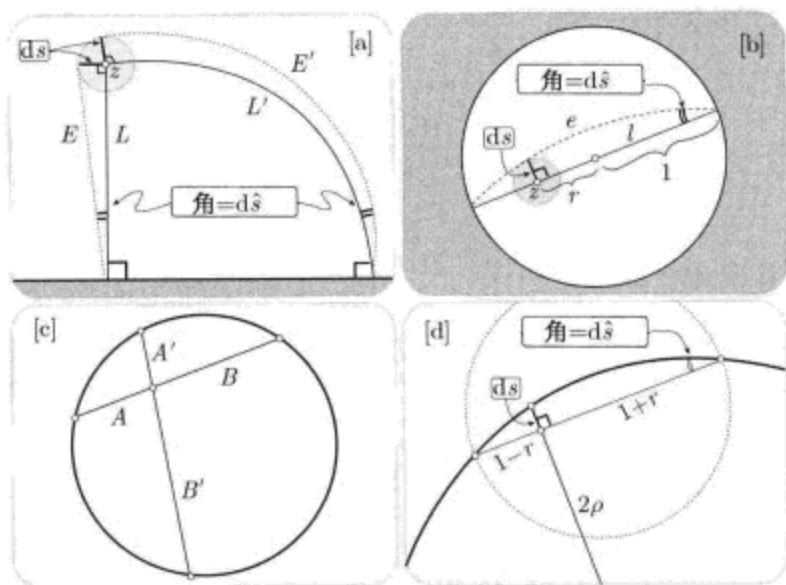 [a]
ds
z
E'
L'
E
L
角=dŝ
[b]
角=dŝ
e
l
ds
z
r
1
[c]
A'
B
A
B'
[d]
角=dŝ
ds
1+r
1−r
2ρ